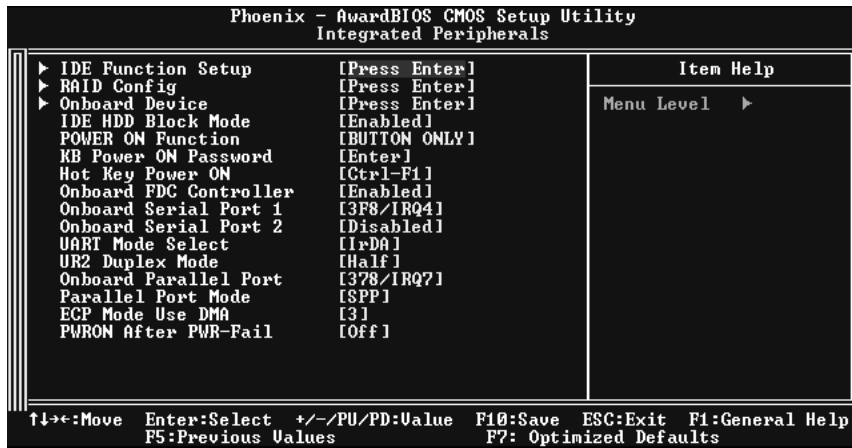 Phoenix - AwardBIOS CMOS Setup Utility
Integrated Peripherals
▶ IDE Function Setup [Press Enter]
▶ RAID Config [Press Enter]
▶ Onboard Device [Press Enter]
IDE HDD Block Mode [Enabled]
POWER ON Function [BUTTON ONLY]
KB Power ON Password [Enter]
Hot Key Power ON [Ctrl-F1]
Onboard FDC Controller [Enabled]
Onboard Serial Port 1 [3F8/IRQ4]
Onboard Serial Port 2 [Disabled]
UART Mode Select [IrDA]
UR2 Duplex Mode [Half]
Onboard Parallel Port [378/IRQ7]
Parallel Port Mode [SPP]
ECP Mode Use DMA [3]
PWRON After PWR-Fail [Off]
Item Help
Menu Level ▶
↑↓→←:Move Enter:Select +/-/PU/PD:Value F10:Save ESC:Exit F1:General Help
F5:Previous Values F7: Optimized Defaults